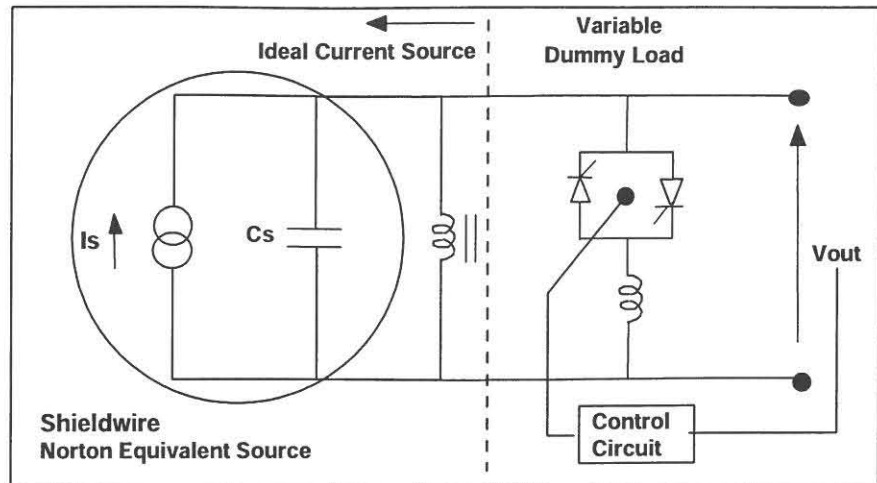 Ideal Current Source
Variable
Dummy Load
Is
Cs
Vout
Shieldwire
Norton Equivalent Source
Control
Circuit